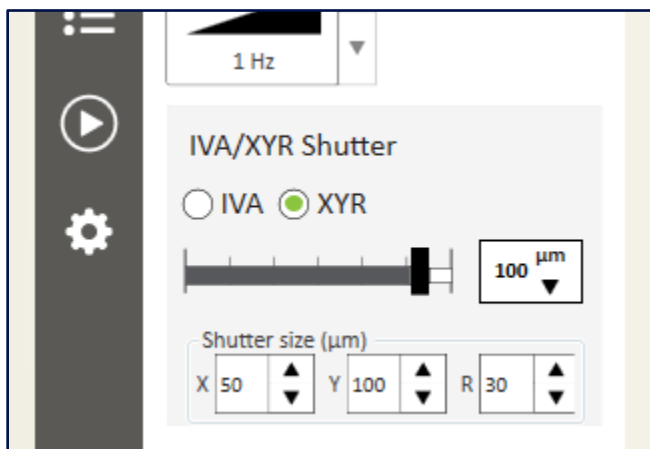 1 Hz
IVA/XYR Shutter
IVA XYR
100 µm
Shutter size (µm)
X 50 Y 100 R 30